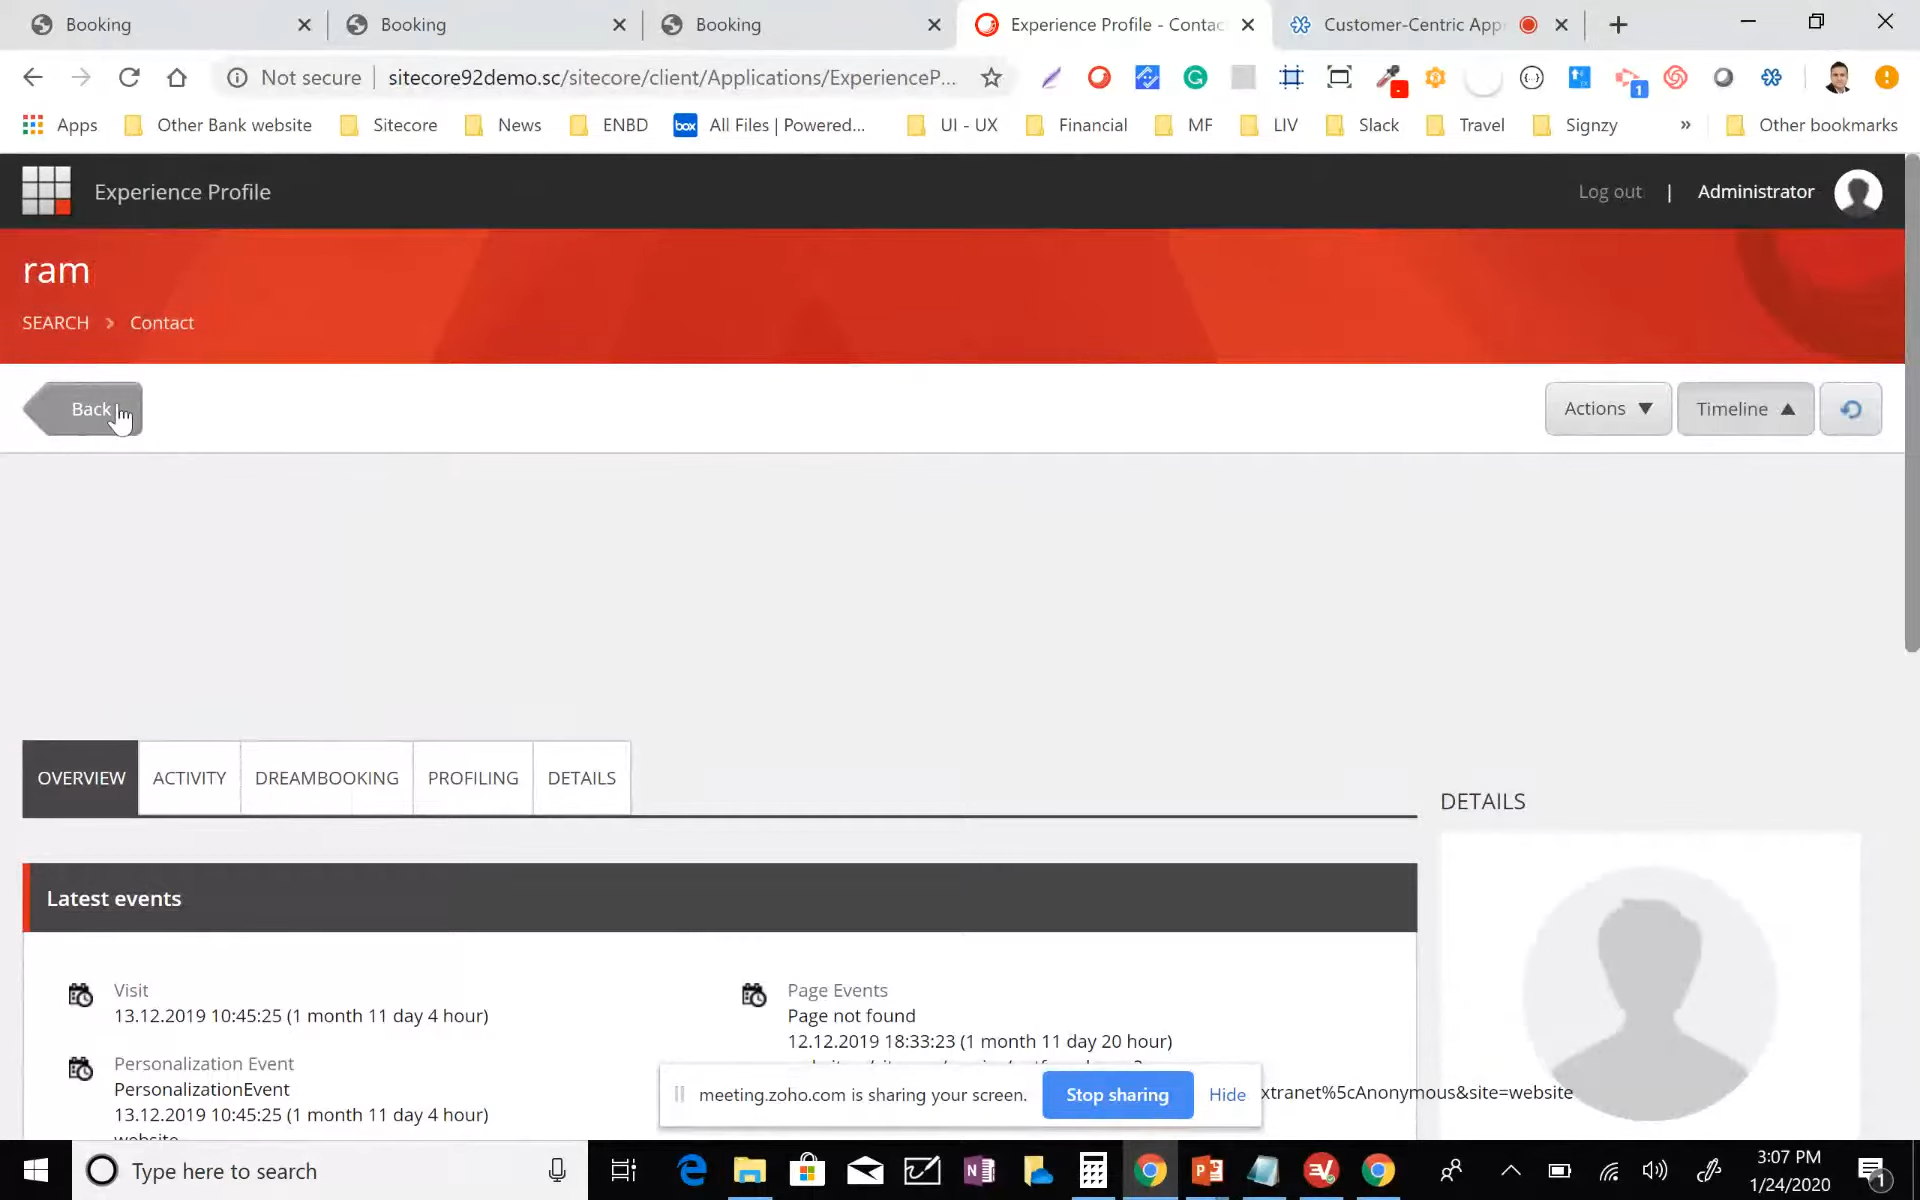 Booking
Booking
Booking
Experience Profile - Contac
Customer-Centric App
Not secure
sitecore92demo.sc/sitecore/client/Applications/ExperienceP...
1
Apps
Other Bank website
Sitecore
News
ENBD
box
All Files | Powered...
UI - UX
Financial
MF
LIV
Slack
Travel
Signzy
»
Other bookmarks
Experience Profile
Log out
|
Administrator
ram
SEARCH > Contact
Back
Actions
Timeline
OVERVIEW
ACTIVITY
DREAMBOOKING
PROFILING
DETAILS
DETAILS
Latest events
Visit
13.12.2019 10:45:25 (1 month 11 day 4 hour)
Page Events
Page not found
12.12.2019 18:33:23 (1 month 11 day 20 hour)
Personalization Event
PersonalizationEvent
13.12.2019 10:45:25 (1 month 11 day 4 hour)
website
meeting.zoho.com is sharing your screen.
Stop sharing
Hide
xtranet%5cAnonymous&site=website
Type here to search
3:07 PM
1/24/2020
1